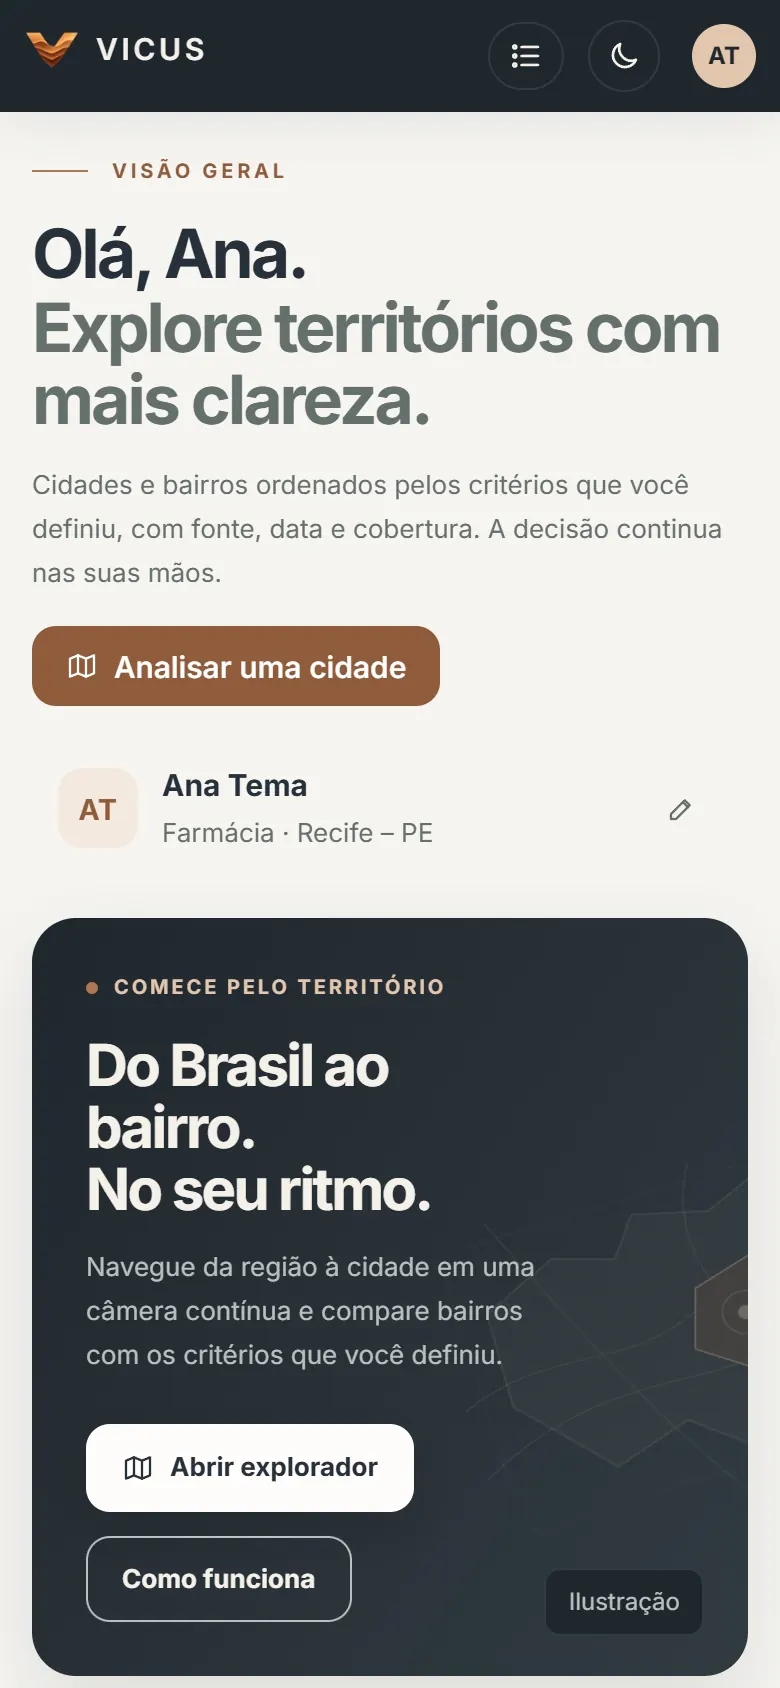 VICUS
AT
VISÃO GERAL
Olá, Ana.
Explore territórios com
mais clareza.
Cidades e bairros ordenados pelos critérios que você
definiu, com fonte, data e cobertura. A decisão continua
nas suas mãos.
Analisar uma cidade
AT
Ana Tema
Farmácia · Recife – PE
COMECE PELO TERRITÓRIO
Do Brasil ao
bairro.
No seu ritmo.
Navegue da região à cidade em uma
câmera contínua e compare bairros
com os critérios que você definiu.
Abrir explorador
Como funciona
Ilustração